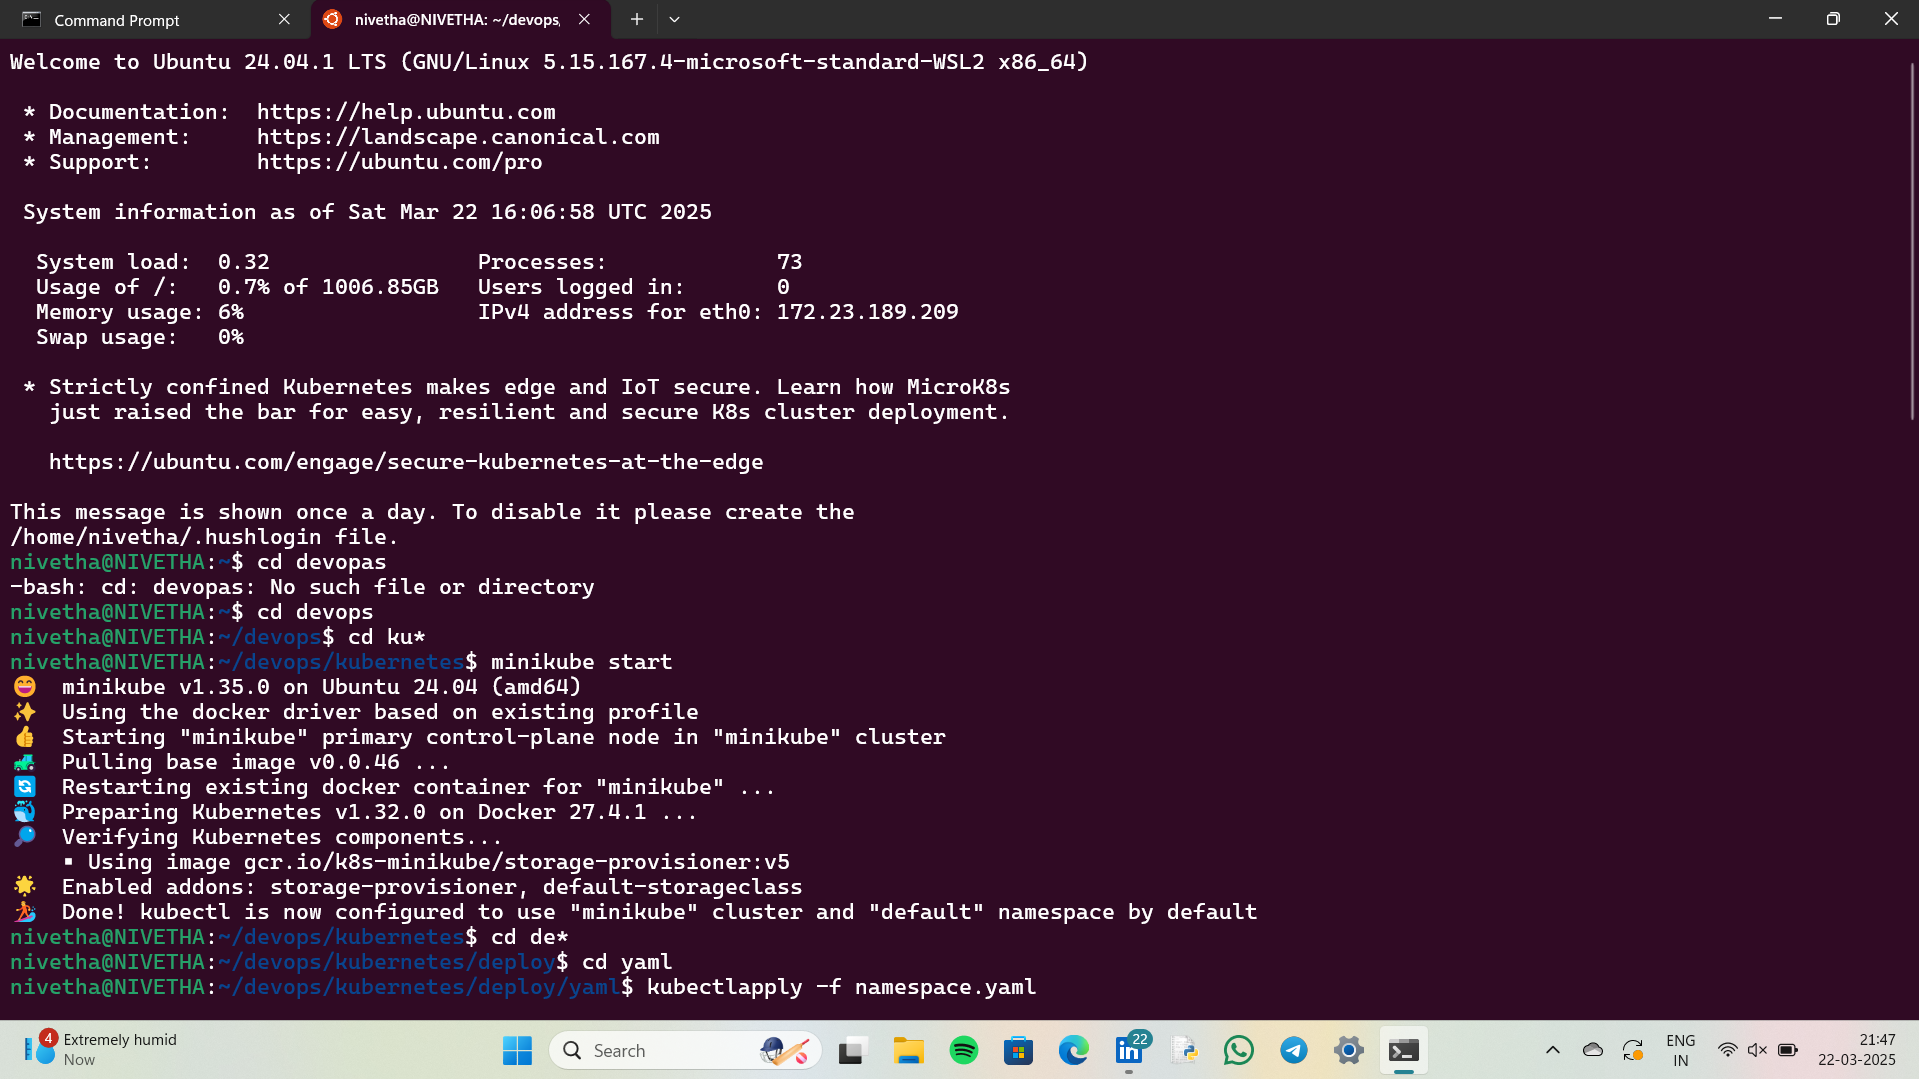 Command Prompt
nivetha@NIVETHA: ~/devops/
Welcome to Ubuntu 24.04.1 LTS (GNU/Linux 5.15.167.4-microsoft-standard-WSL2 x86_64)
* Documentation:  https://help.ubuntu.com
* Management:     https://landscape.canonical.com
* Support:        https://ubuntu.com/pro
System information as of Sat Mar 22 16:06:58 UTC 2025
System load:  0.32                Processes:             73
Usage of /:   0.7% of 1006.85GB   Users logged in:       0
Memory usage: 6%                  IPv4 address for eth0: 172.23.189.209
Swap usage:   0%
* Strictly confined Kubernetes makes edge and IoT secure. Learn how MicroK8s
just raised the bar for easy, resilient and secure K8s cluster deployment.
https://ubuntu.com/engage/secure-kubernetes-at-the-edge
This message is shown once a day. To disable it please create the
/home/nivetha/.hushlogin file.
nivetha@NIVETHA:~$ cd devopas
-bash: cd: devopas: No such file or directory
nivetha@NIVETHA:~$ cd devops
nivetha@NIVETHA:~/devops$ cd ku*
nivetha@NIVETHA:~/devops/kubernetes$ minikube start
😄  minikube v1.35.0 on Ubuntu 24.04 (amd64)
✨  Using the docker driver based on existing profile
👍  Starting "minikube" primary control-plane node in "minikube" cluster
🚜  Pulling base image v0.0.46 ...
🔄  Restarting existing docker container for "minikube" ...
🐳  Preparing Kubernetes v1.32.0 on Docker 27.4.1 ...
🔎  Verifying Kubernetes components...
▪ Using image gcr.io/k8s-minikube/storage-provisioner:v5
🌟  Enabled addons: storage-provisioner, default-storageclass
🏄  Done! kubectl is now configured to use "minikube" cluster and "default" namespace by default
nivetha@NIVETHA:~/devops/kubernetes$ cd de*
nivetha@NIVETHA:~/devops/kubernetes/deploy$ cd yaml
nivetha@NIVETHA:~/devops/kubernetes/deploy/yaml$ kubectlapply -f namespace.yaml
4
Extremely humid
Now
Search
22
ENG
IN
21:47
22-03-2025